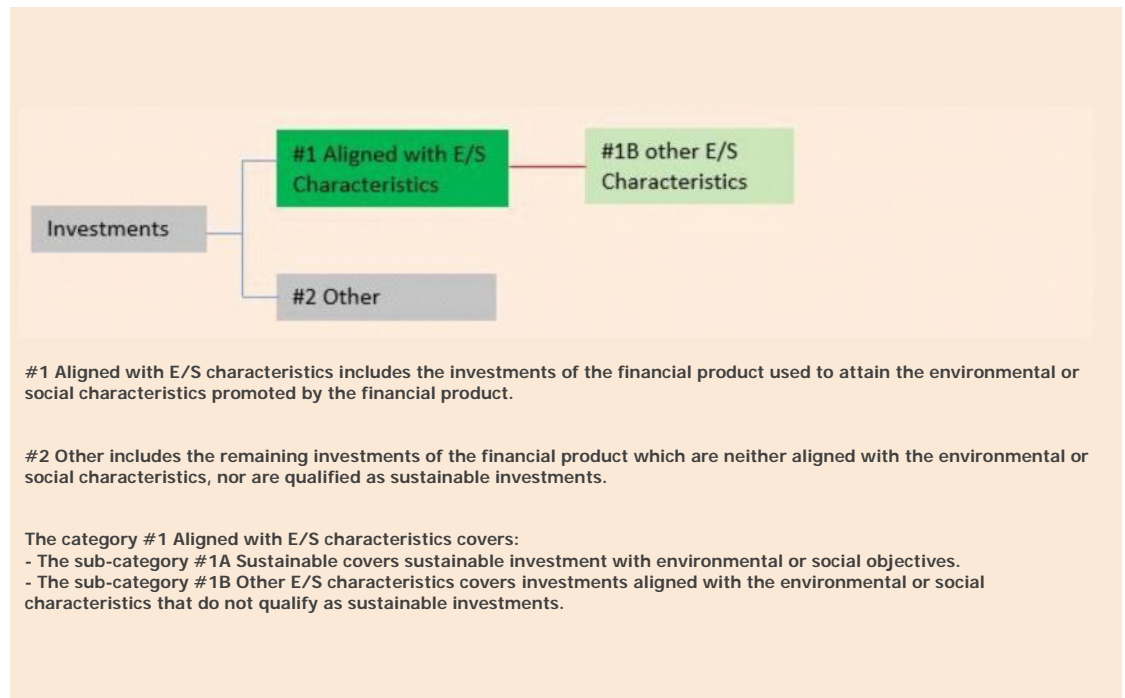 #1 Aligned with E/S
Characteristics
#1B other E/S
Characteristics
Investments
#2 Other
#1 Aligned with E/S characteristics includes the investments of the financial product used to attain the environmental or
social characteristics promoted by the financial product.
#2 Other includes the remaining investments of the financial product which are neither aligned with the environmental or
social characteristics, nor are qualified as sustainable investments.
The category #1 Aligned with E/S characteristics covers:
- The sub-category #1A Sustainable covers sustainable investment with environmental or social objectives.
- The sub-category #1B Other E/S characteristics covers investments aligned with the environmental or social
characteristics that do not qualify as sustainable investments.